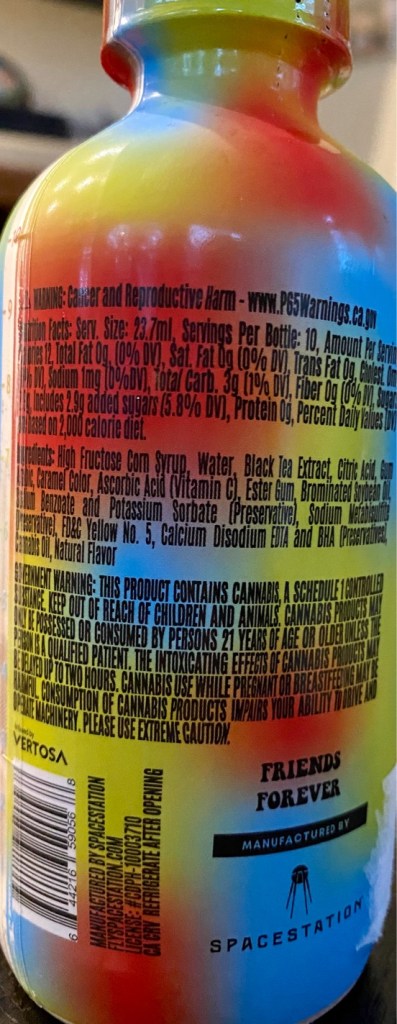 WARNING: Cancer and Reproductive Harm - www.P65Warnings.ca.gov
Nutrition Facts: Serv. Size: 23.7ml, Servings Per Bottle: 10, Amount Per Serving
12, Total Fat 0g, (0% DV), Sat. Fat 0g (0% DV), Trans Fat 0g, Cholest. 0mg
DV), Sodium 1mg (0%DV), Total Carb. 3g (1% DV), Fiber 0g (0% DV), Sugars
Includes 2.9g added sugars (5.8% DV), Protein 0g, Percent Daily Values (DV)
based on 2,000 calorie diet.
Ingredients: High Fructose Corn Syrup, Water, Black Tea Extract, Citric Acid, Gum
Caramel Color, Ascorbic Acid (Vitamin C), Ester Gum, Brominated Soybean Oil,
Benzoate and Potassium Sorbate (Preservative), Sodium Metabisulfite
(Preservative), FD&C Yellow No. 5, Calcium Disodium EDTA and BHA (Preservatives),
Cannabis Oil, Natural Flavor
GOVERNMENT WARNING: THIS PRODUCT CONTAINS CANNABIS, A SCHEDULE 1 CONTROLLED
SUBSTANCE. KEEP OUT OF REACH OF CHILDREN AND ANIMALS. CANNABIS PRODUCTS MAY
ONLY BE POSSESSED OR CONSUMED BY PERSONS 21 YEARS OF AGE OR OLDER UNLESS THE
PERSON IS A QUALIFIED PATIENT. THE INTOXICATING EFFECTS OF CANNABIS PRODUCTS MAY
BE DELAYED UP TO TWO HOURS. CANNABIS USE WHILE PREGNANT OR BREASTFEEDING MAY BE
HARMFUL. CONSUMPTION OF CANNABIS PRODUCTS IMPAIRS YOUR ABILITY TO DRIVE AND
OPERATE MACHINERY. PLEASE USE EXTREME CAUTION.
VERTOSA
6 44216 59056 8
MANUFACTURED BY SPACESTATION
FLYSPACESTATION.COM
LICENSE: #CDPH-10003710
CA CRV REFRIGERATE AFTER OPENING
FRIENDS
FOREVER
MANUFACTURED BY
SPACESTATION